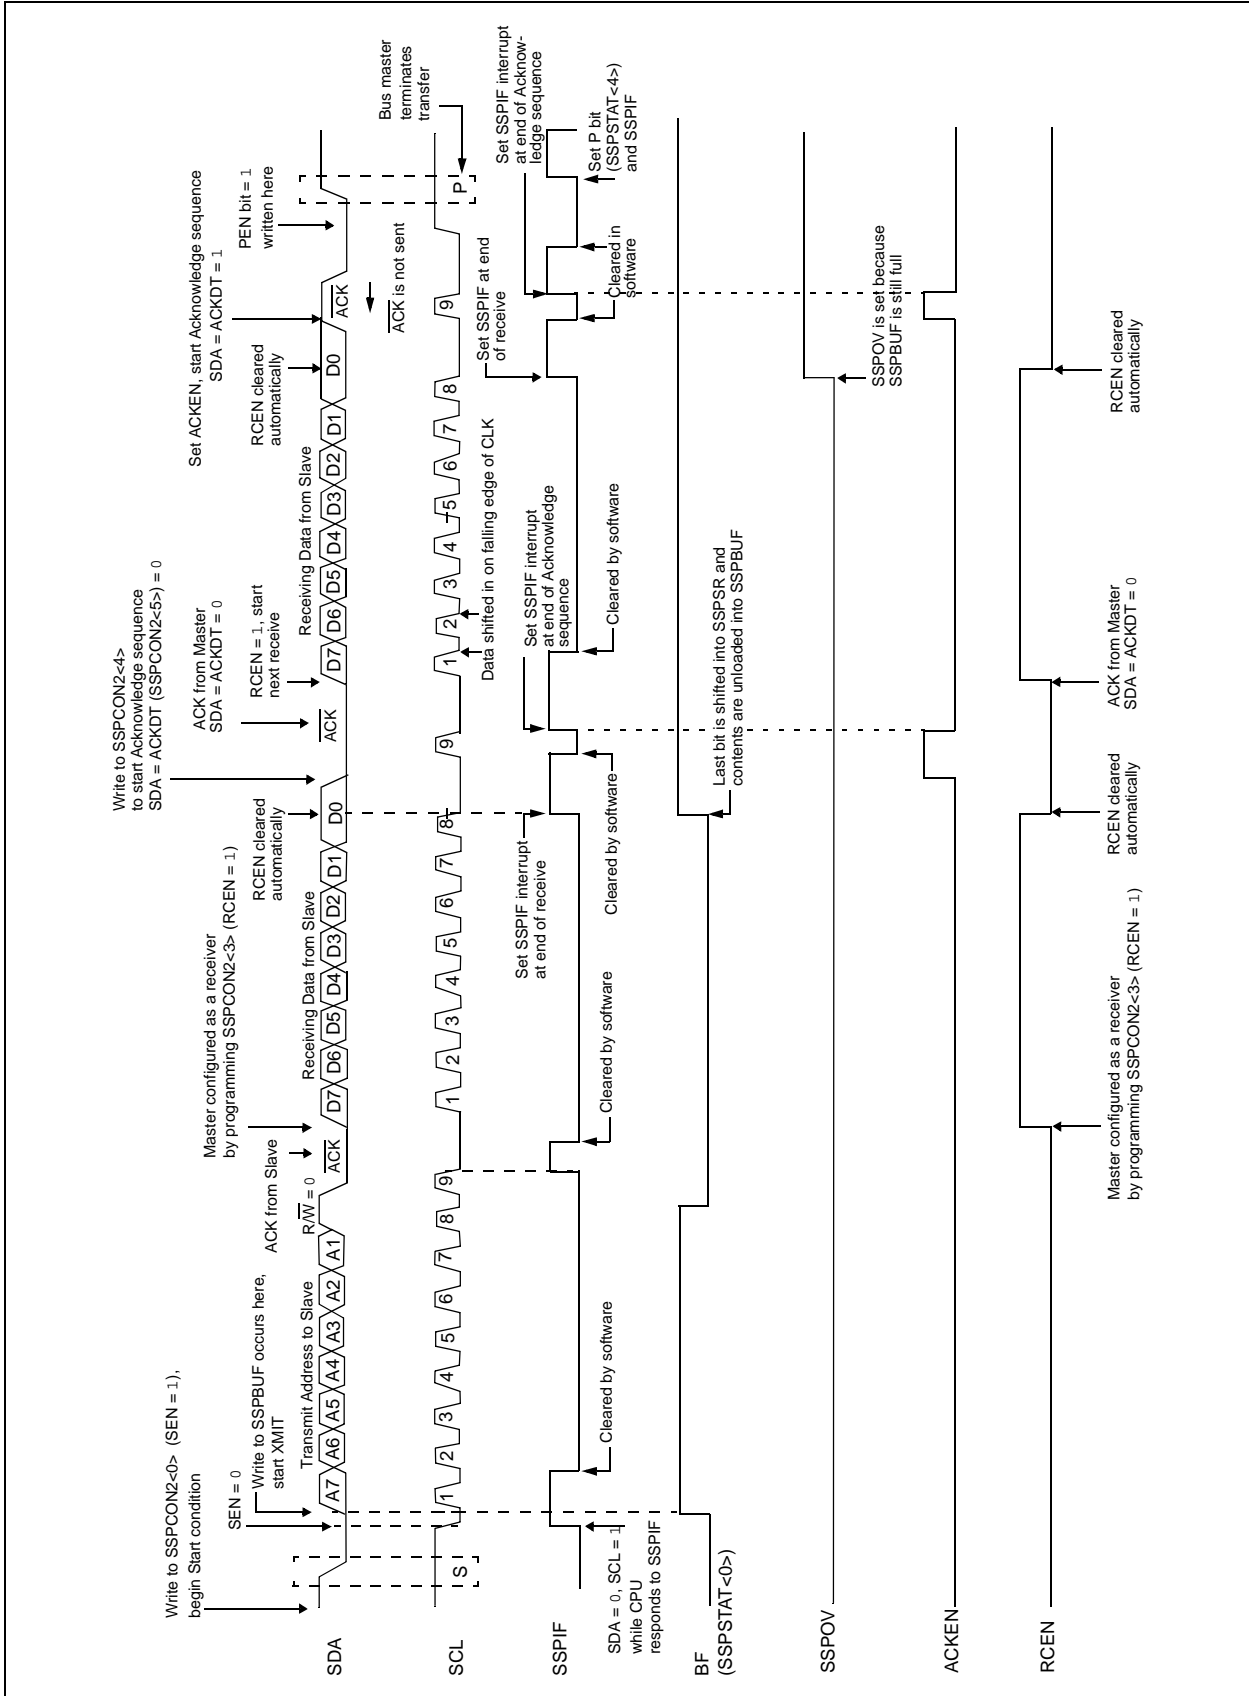 Write to SSPCON2<0> (SEN = 1),
begin Start condition
SEN = 0
Write to SSPBUF occurs here,
start XMIT
Transmit Address to Slave
R/W = 0
ACK from Slave
Master configured as a receiver
by programming SSPCON2<3> (RCEN = 1)
Receiving Data from Slave
RCEN cleared
automatically
Write to SSPCON2<4>
to start Acknowledge sequence
SDA = ACKDT (SSPCON2<5>) = 0
ACK from Master
SDA = ACKDT = 0
RCEN = 1, start
next receive
Receiving Data from Slave
RCEN cleared
automatically
Set ACKEN, start Acknowledge sequence
SDA = ACKDT = 1
PEN bit = 1
written here
SDA
A7 A6 A5 A4 A3 A2 A1 ACK D7 D6 D5 D4 D3 D2 D1 D0 ACK D7 D6 D5 D4 D3 D2 D1 D0 ACK
ACK is not sent
Bus master
terminates
transfer
SCL
S 1 2 3 4 5 6 7 8 9 1 2 3 4 5 6 7 8 9 1 2 3 4 5 6 7 8 9 P
Data shifted in on falling edge of CLK
Set SSPIF interrupt
at end of receive
Set SSPIF interrupt
at end of Acknowledge
sequence
Set SSPIF at end
of receive
Set SSPIF interrupt
at end of Acknow-
ledge sequence
SSPIF
SDA = 0, SCL = 1
while CPU
responds to SSPIF
Cleared by software
Cleared by software
Cleared by software
Cleared by software
Cleared in
software
Set P bit
(SSPSTAT<4>)
and SSPIF
BF
(SSPSTAT<0>)
Last bit is shifted into SSPSR and
contents are unloaded into SSPBUF
SSPOV
SSPOV is set because
SSPBUF is still full
ACKEN
RCEN
Master configured as a receiver
by programming SSPCON2<3> (RCEN = 1)
RCEN cleared
automatically
ACK from Master
SDA = ACKDT = 0
RCEN cleared
automatically